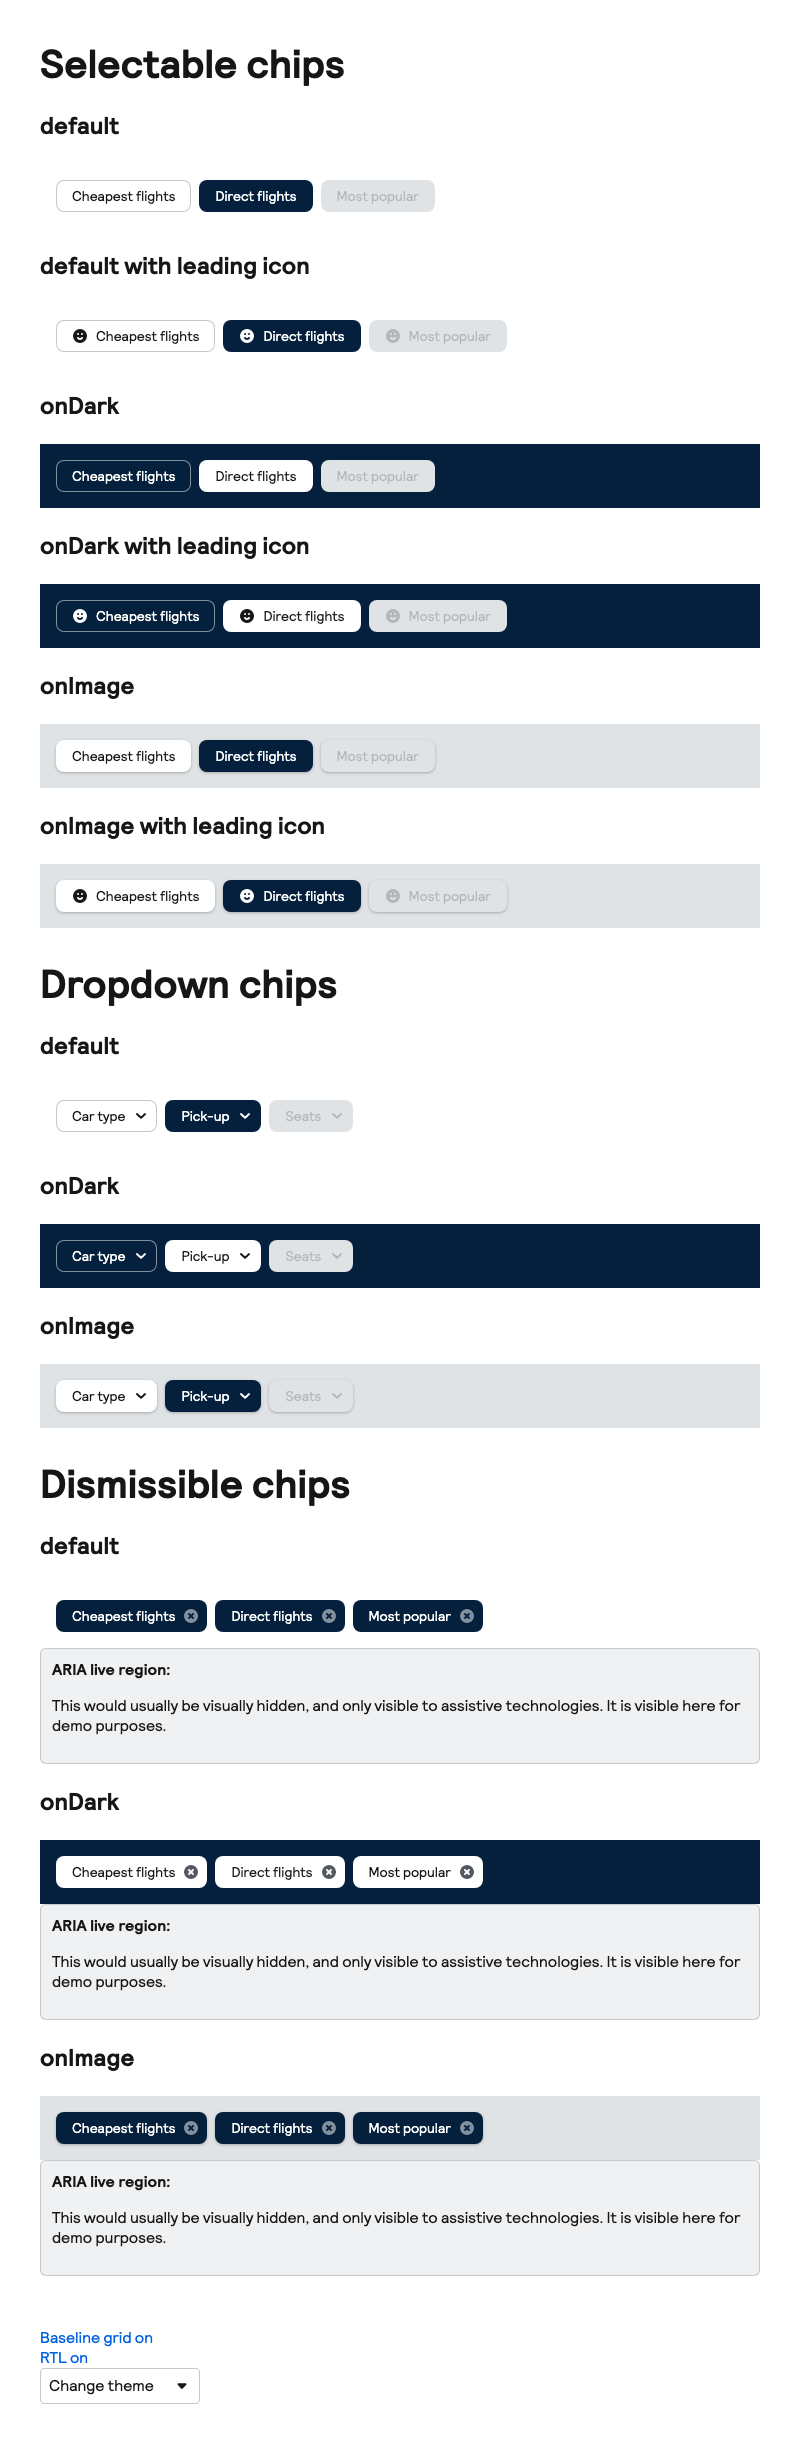 Selectable chips
default
Cheapest flights Direct flights Most popular
default with leading icon
Cheapest flights Direct flights Most popular
onDark
Cheapest flights Direct flights Most popular
onDark with leading icon
Cheapest flights Direct flights Most popular
onImage
Cheapest flights Direct flights Most popular
onImage with leading icon
Cheapest flights Direct flights Most popular
Dropdown chips
default
Car type Pick-up Seats
onDark
Car type Pick-up Seats
onImage
Car type Pick-up Seats
Dismissible chips
default
Cheapest flights Direct flights Most popular
ARIA live region:
This would usually be visually hidden, and only visible to assistive technologies. It is visible here for
demo purposes.
onDark
Cheapest flights Direct flights Most popular
ARIA live region:
This would usually be visually hidden, and only visible to assistive technologies. It is visible here for
demo purposes.
onImage
Cheapest flights Direct flights Most popular
ARIA live region:
This would usually be visually hidden, and only visible to assistive technologies. It is visible here for
demo purposes.
Baseline grid on
RTL on
Change theme